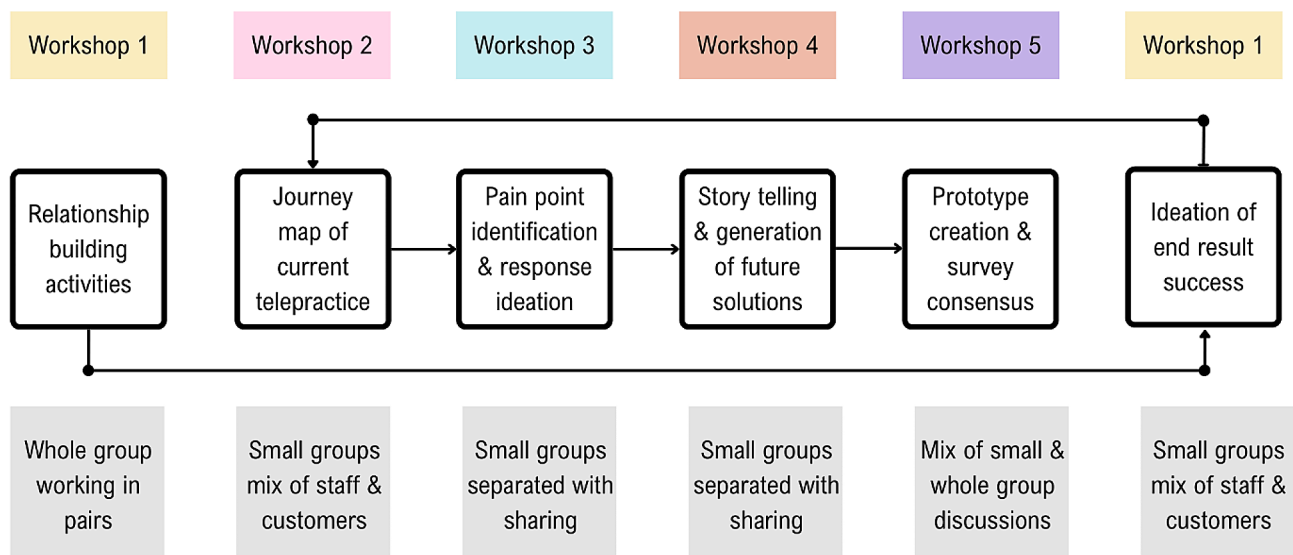 Workshop 1
Workshop 2
Workshop 3
Workshop 4
Workshop 5
Workshop 1
Relationship
building
activities
Journey
map of
current
telepractice
Pain point
identification
& response
ideation
Story telling
& generation
of future
solutions
Prototype
creation &
survey
consensus
Ideation of
end result
success
Whole group
working in
pairs
Small groups
mix of staff &
customers
Small groups
separated with
sharing
Small groups
separated with
sharing
Mix of small &
whole group
discussions
Small groups
mix of staff &
customers